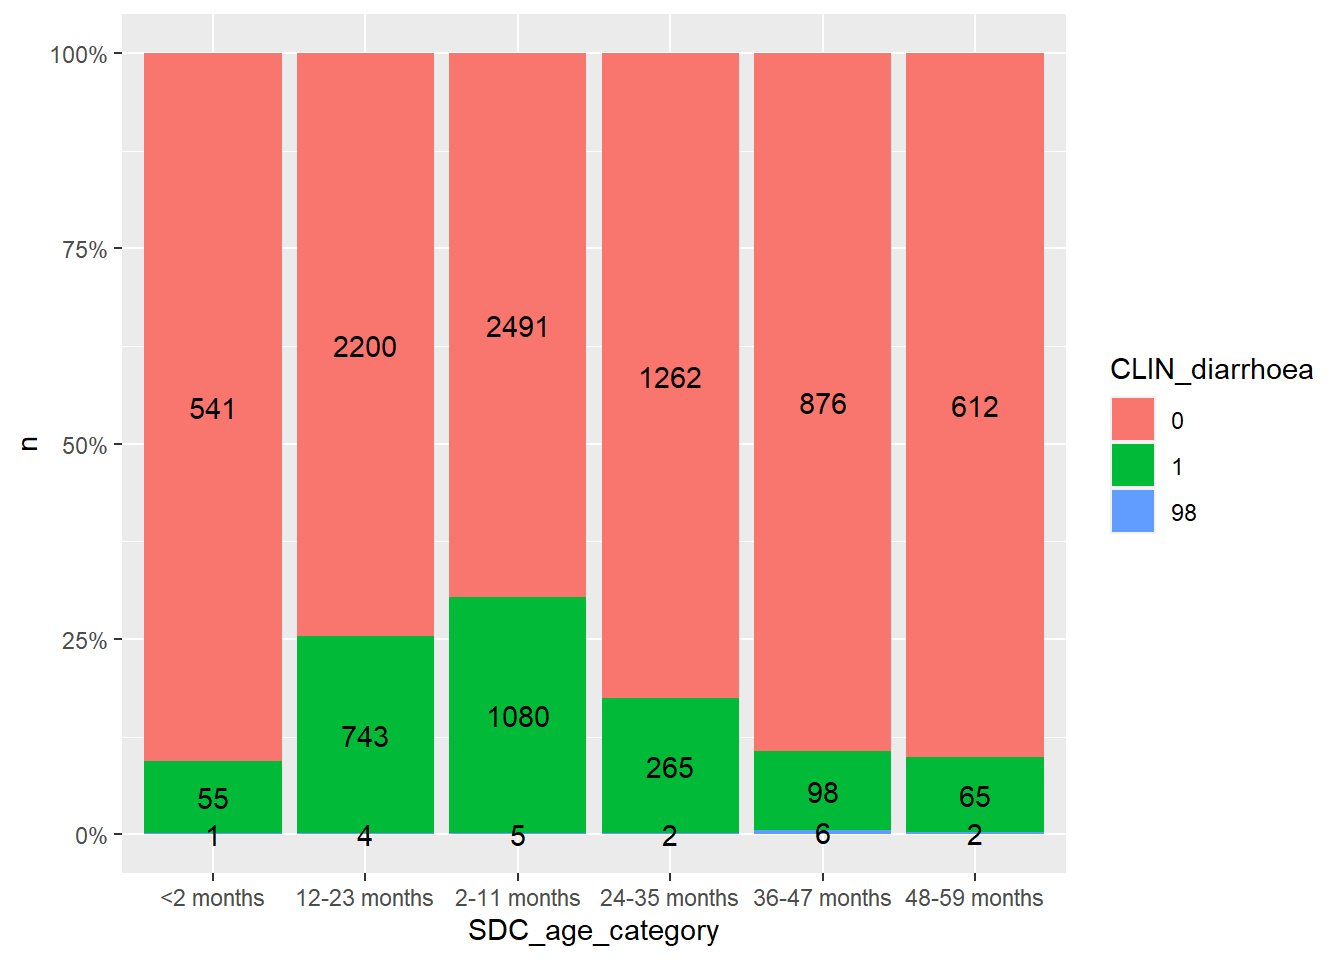 100%
75%
50%
25%
0%
n
541
2200
2491
1262
876
612
55
743
1080
265
98
65
1
4
5
2
6
2
<2 months
12-23 months
2-11 months
24-35 months
36-47 months
48-59 months
SDC_age_category
CLIN_diarrhoea
0
1
98